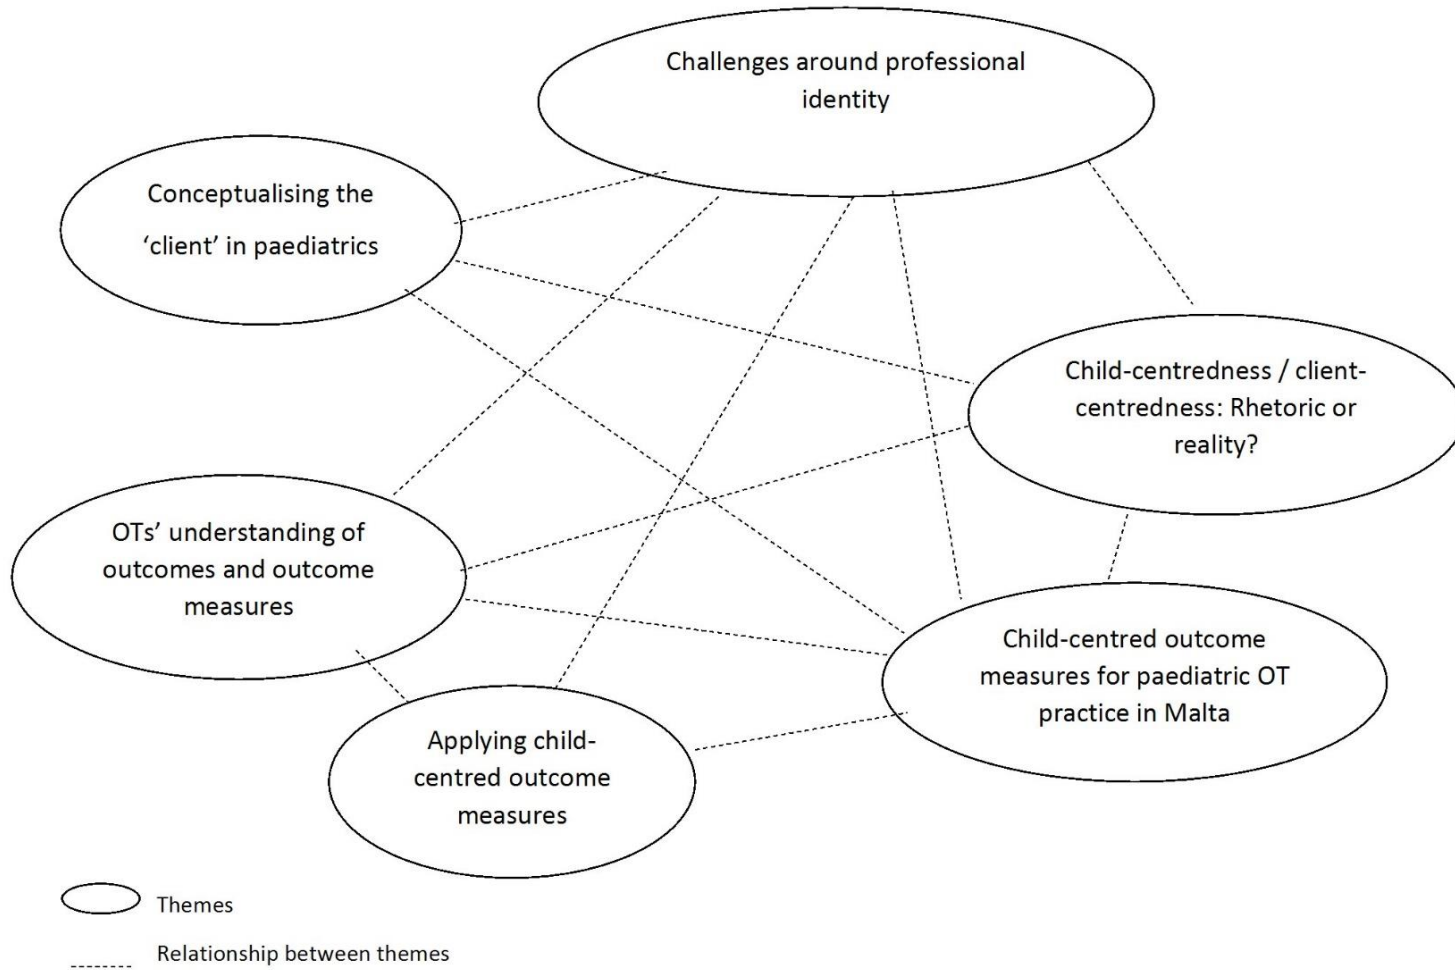 Challenges around professional
identity
Conceptualising the
‘client’ in paediatrics
Child-centredness / client-
centredness: Rhetoric or
reality?
OTs’ understanding of
outcomes and outcome
measures
Child-centred outcome
measures for paediatric OT
practice in Malta
Applying child-
centred outcome
measures
Themes
Relationship between themes